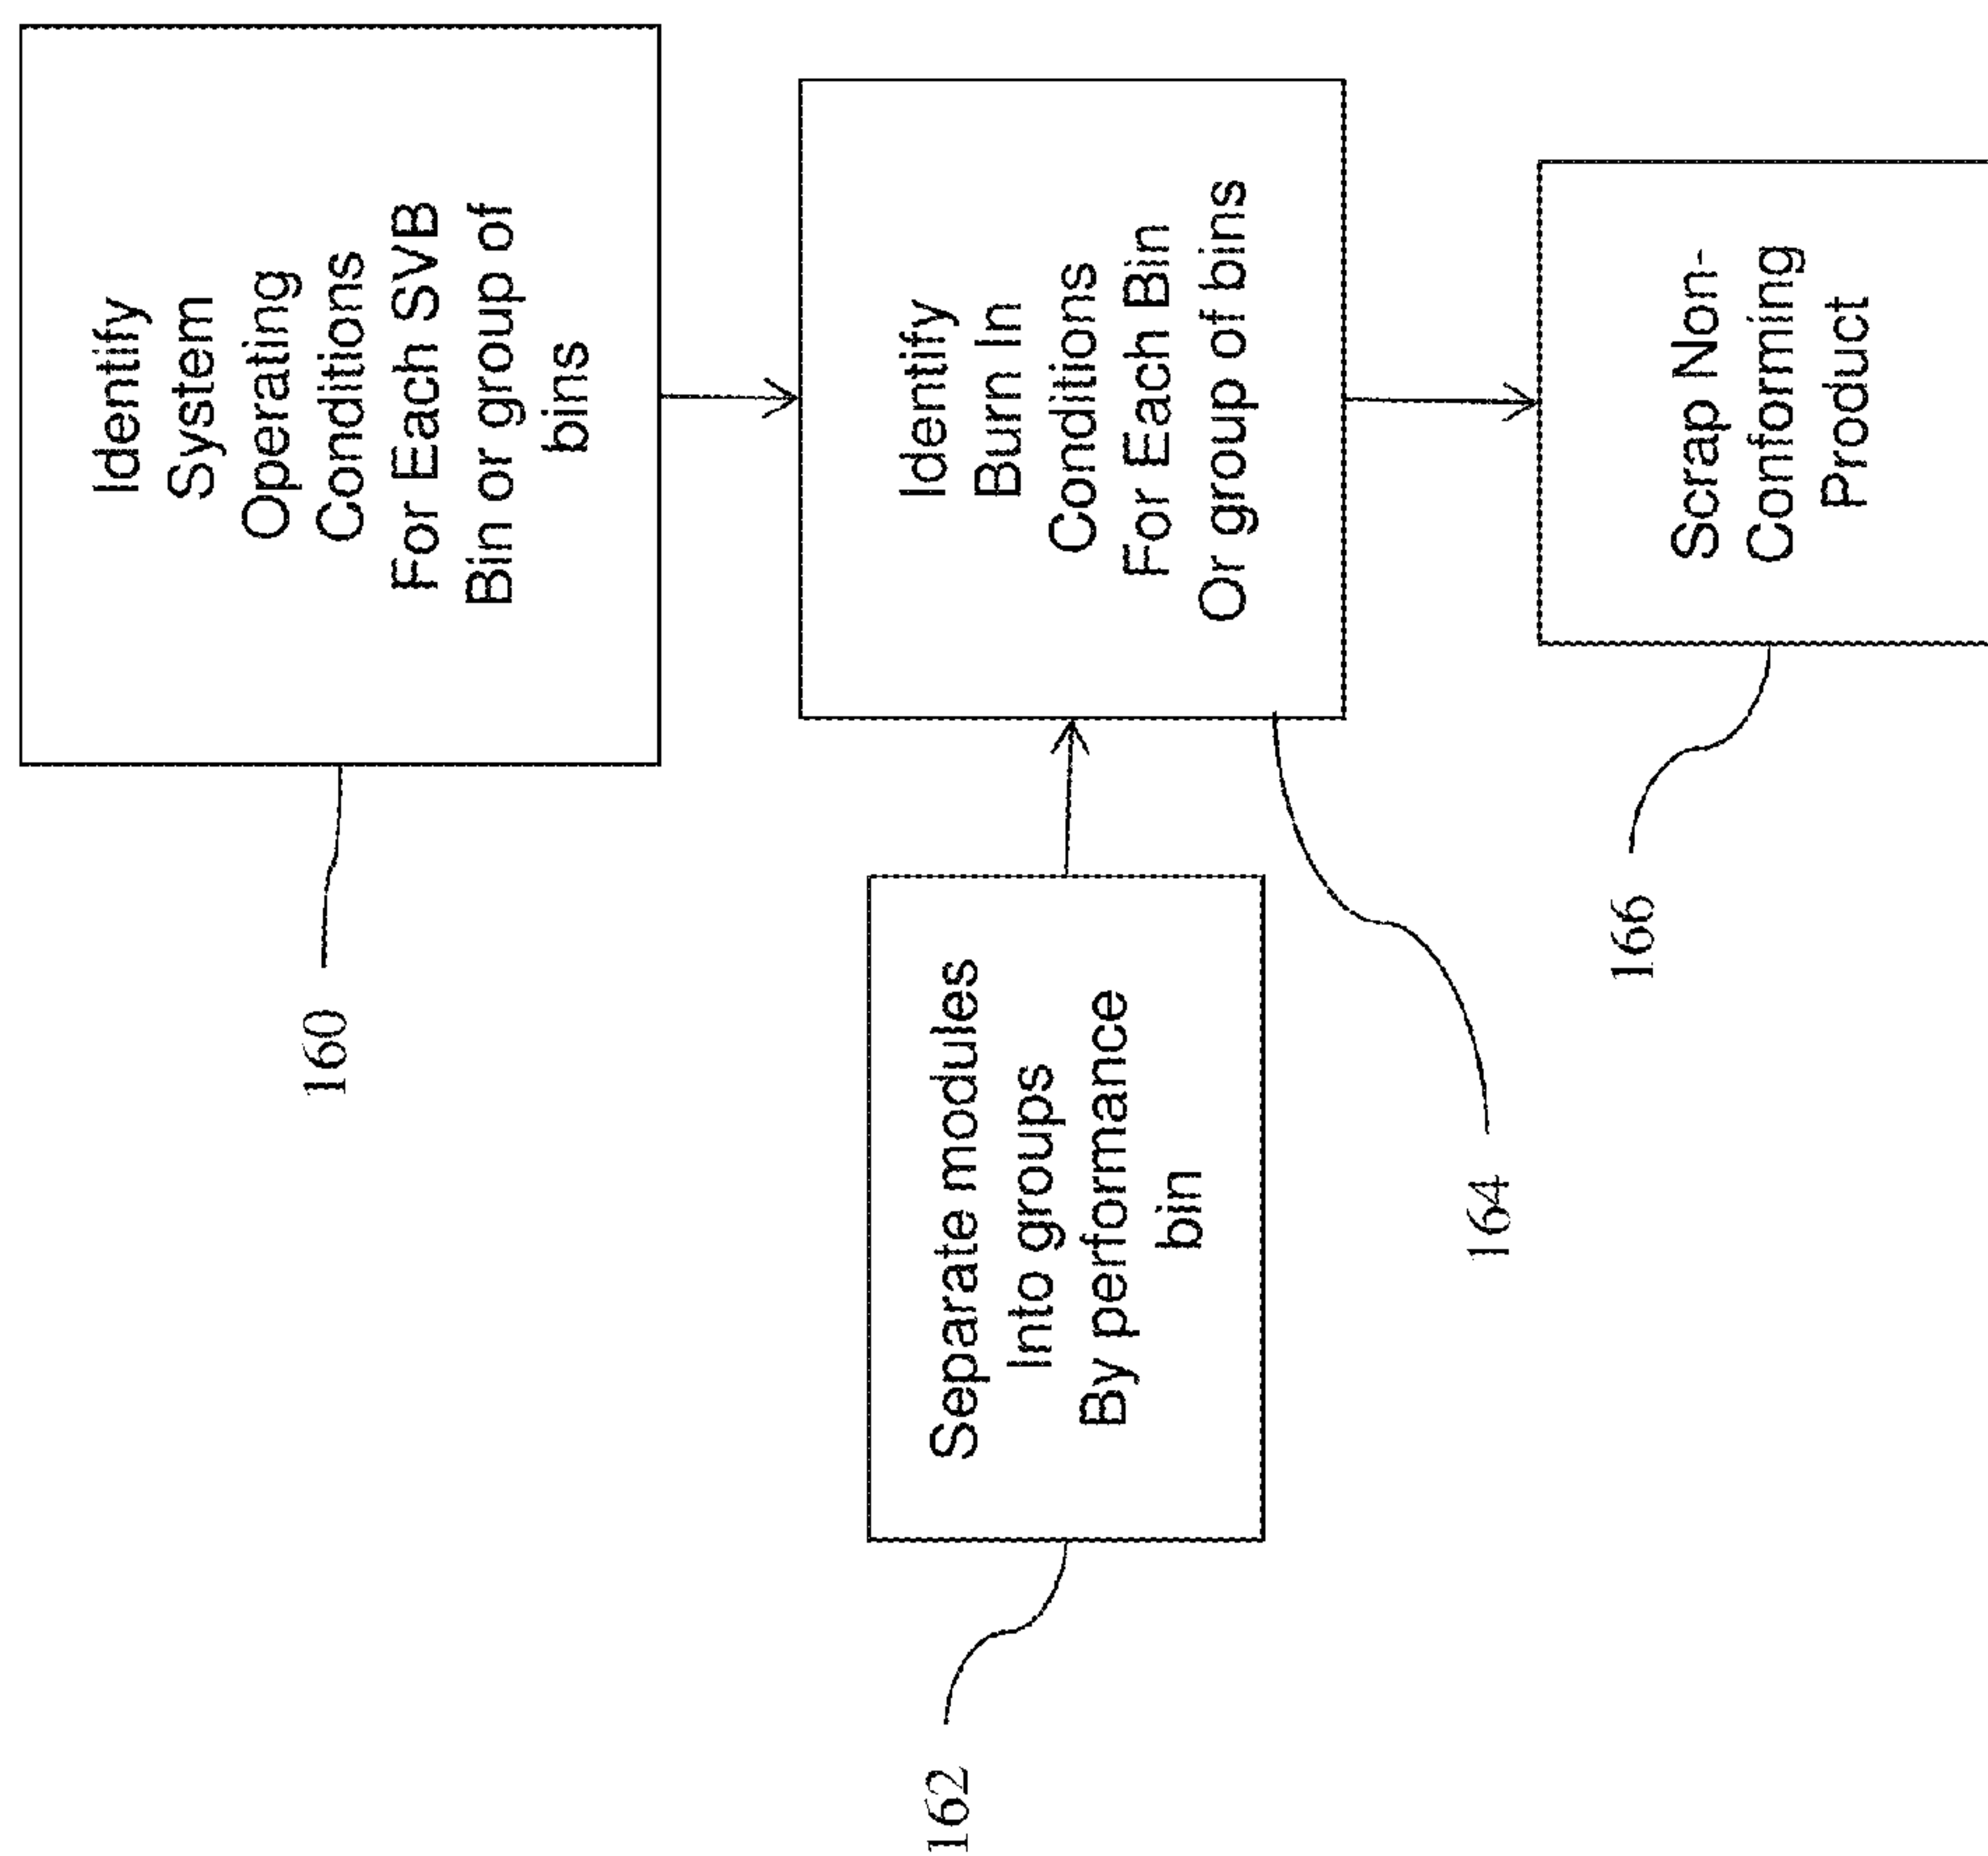 Identify
System
Operating
Conditions
For Each SVB
Bin or group of
bins
160
Separate modules
Into groups
By performance
bin
162
Identify
Burn In
Conditions
For Each Bin
Or group of bins
164
Scrap Non-
Conforming
Product
166